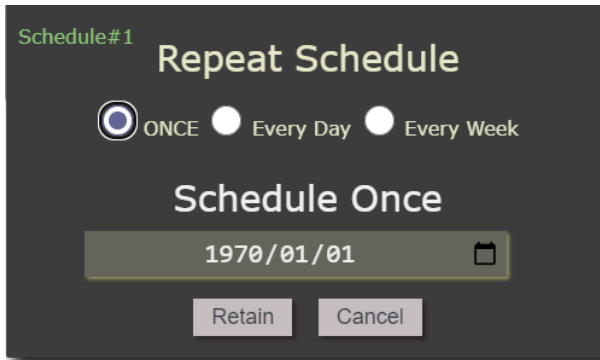 Schedule#1
Repeat Schedule
ONCE Every Day Every Week
Schedule Once
1970/01/01
Retain Cancel